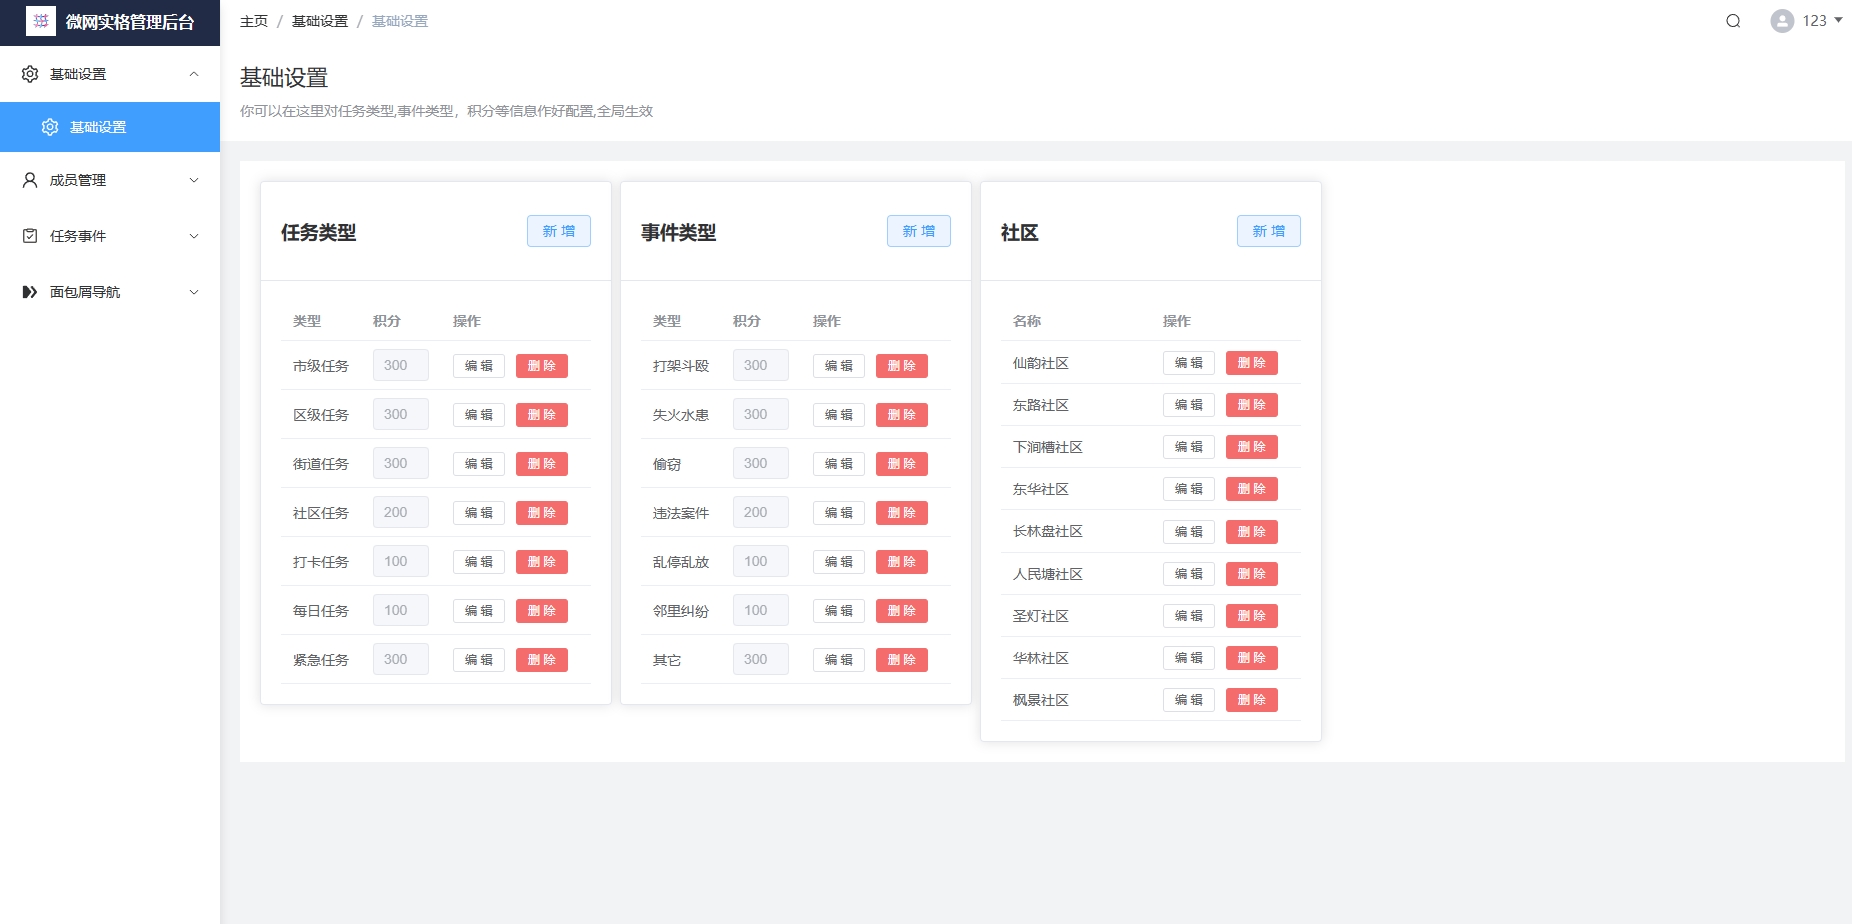 微网实格管理后台
主页 / 基础设置 / 基础设置
123
基础设置
基础设置
成员管理
任务事件
面包屑导航
基础设置
你可以在这里对任务类型,事件类型，积分等信息作好配置,全局生效
任务类型
新 增
类型 积分 操作
市级任务 300 编 辑 删 除
区级任务 300 编 辑 删 除
街道任务 300 编 辑 删 除
社区任务 200 编 辑 删 除
打卡任务 100 编 辑 删 除
每日任务 100 编 辑 删 除
紧急任务 300 编 辑 删 除
事件类型
新 增
类型 积分 操作
打架斗殴 300 编 辑 删 除
失火水患 300 编 辑 删 除
偷窃 300 编 辑 删 除
违法案件 200 编 辑 删 除
乱停乱放 100 编 辑 删 除
邻里纠纷 100 编 辑 删 除
其它 300 编 辑 删 除
社区
新 增
名称 操作
仙韵社区 编 辑 删 除
东路社区 编 辑 删 除
下涧槽社区 编 辑 删 除
东华社区 编 辑 删 除
长林盘社区 编 辑 删 除
人民塘社区 编 辑 删 除
圣灯社区 编 辑 删 除
华林社区 编 辑 删 除
枫景社区 编 辑 删 除